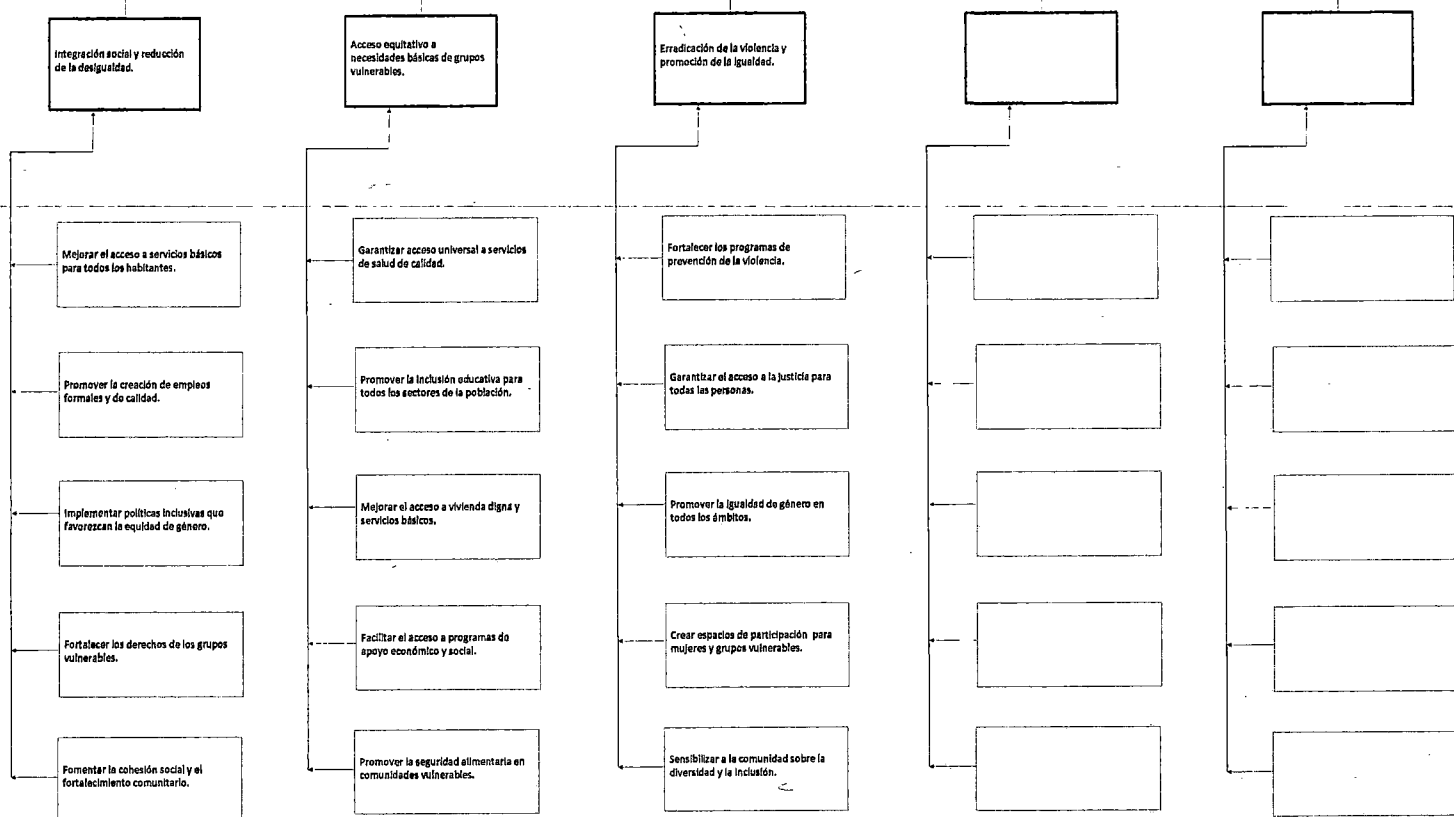 Integración social y reducción
de la desigualdad.
Acceso equitativo a
necesidades básicas de grupos
vulnerables.
Erradicación de la violencia y
promoción de la igualdad.
Mejorar el acceso a servicios básicos
para todos los habitantes.
Garantizar acceso universal a servicios
de salud de calidad.
Fortalecer los programas de
prevención de la violencia.
Promover la creación de empleos
formales y de calidad.
Promover la inclusión educativa para
todos los sectores de la población.
Garantizar el acceso a la justicia para
todas las personas.
Implementar políticas inclusivas que
favorezcan la equidad de género.
Mejorar el acceso a vivienda digna y
servicios básicos.
Promover la igualdad de género en
todos los ámbitos.
Fortalecer los derechos de los grupos
vulnerables.
Facilitar el acceso a programas de
apoyo económico y social.
Crear espacios de participación para
mujeres y grupos vulnerables.
Fomentar la cohesión social y el
fortalecimiento comunitario.
Promover la seguridad alimentaria en
comunidades vulnerables.
Sensibilizar a la comunidad sobre la
diversidad y la inclusión.